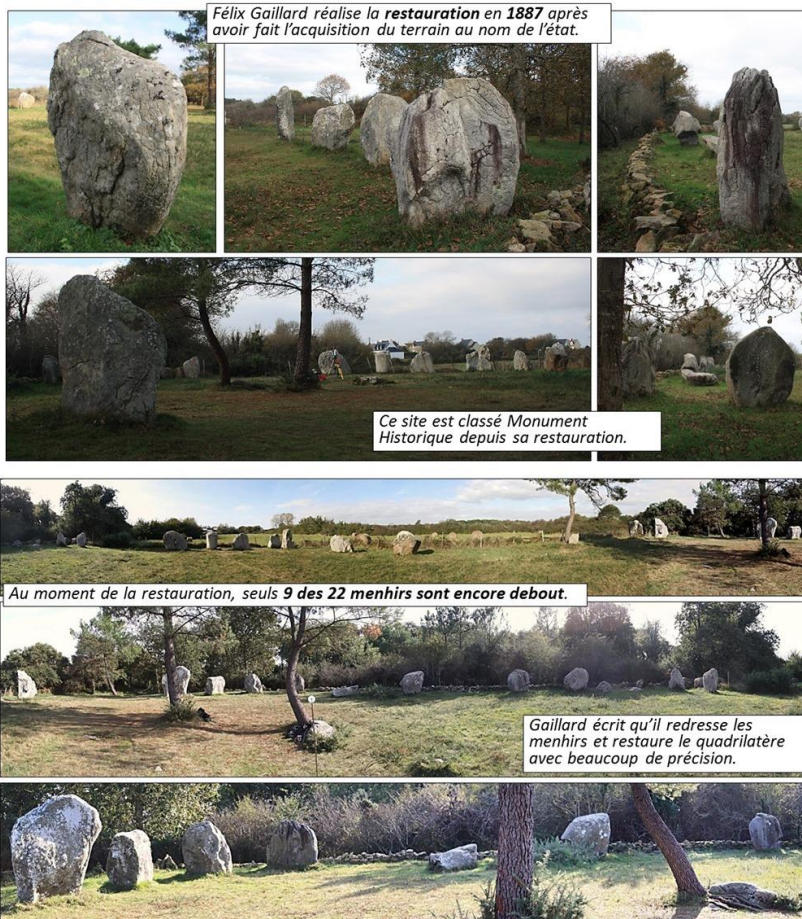 Félix Gaillard réalise la restauration en 1887 après
avoir fait l'acquisition du terrain au nom de l'état.
Ce site est classé Monument
Historique depuis sa restauration.
Au moment de la restauration, seuls 9 des 22 menhirs sont encore debout.
Gaillard écrit qu'il redresse les
menhirs et restaure le quadrilatère
avec beaucoup de précision.